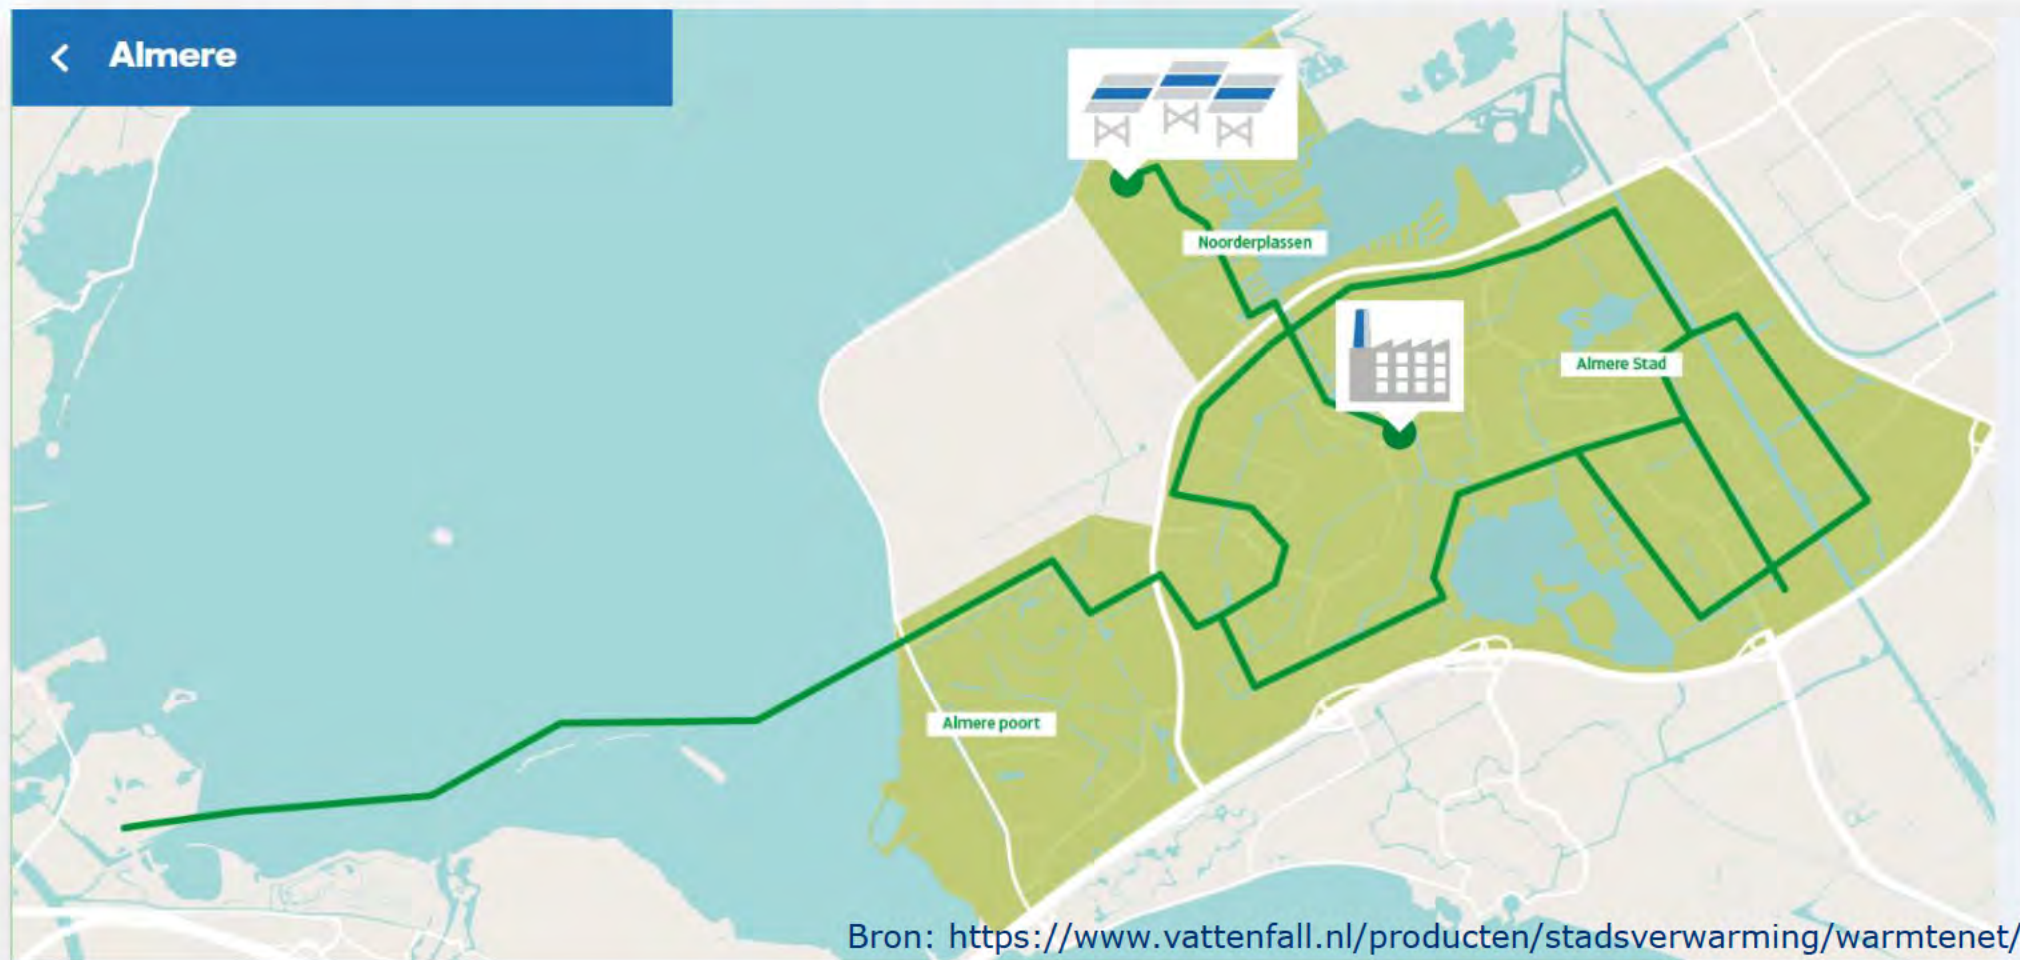 Almere
Noorderplassen
Almere Stad
Almere poort
Bron: https://www.vattenfall.nl/producten/stadsverwarming/warmtenet/